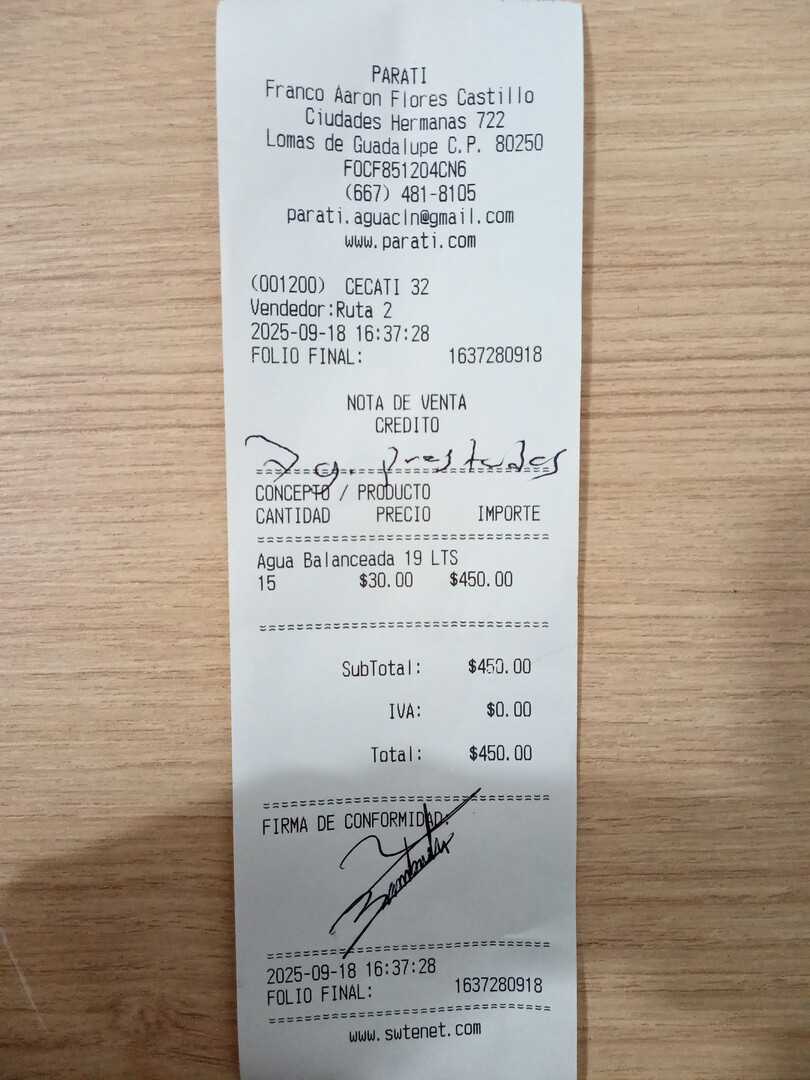 PARATI
Franco Aaron Flores Castillo
Ciudades Hermanas 722
Lomas de Guadalupe C.P. 80250
FOCF851204CN6
(667) 481-8105
parati.aguacln@gmail.com
www.parati.com
(001200) CECATI 32
Vendedor:Ruta 2
2025-09-18 16:37:28
FOLIO FINAL: 1637280918
NOTA DE VENTA
CREDITO
prestados
CONCEPTO / PRODUCTO
CANTIDAD PRECIO IMPORTE
Agua Balanceada 19 LTS
15 $30.00 $450.00
SubTotal: $450.00
IVA: $0.00
Total: $450.00
FIRMA DE CONFORMIDAD:
2025-09-18 16:37:28
FOLIO FINAL: 1637280918
www.swtenet.com